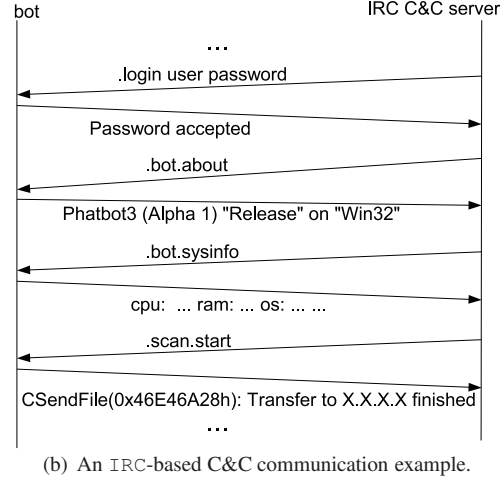 bot IRC C&C server
...
.login user password
Password accepted
.bot.about
Phatbot3 (Alpha 1) "Release" on "Win32"
.bot.sysinfo
cpu: ... ram: ... os: ... ...
.scan.start
CSendFile(0x46E46A28h): Transfer to X.X.X.X finished
...
(b) An IRC-based C&C communication example.